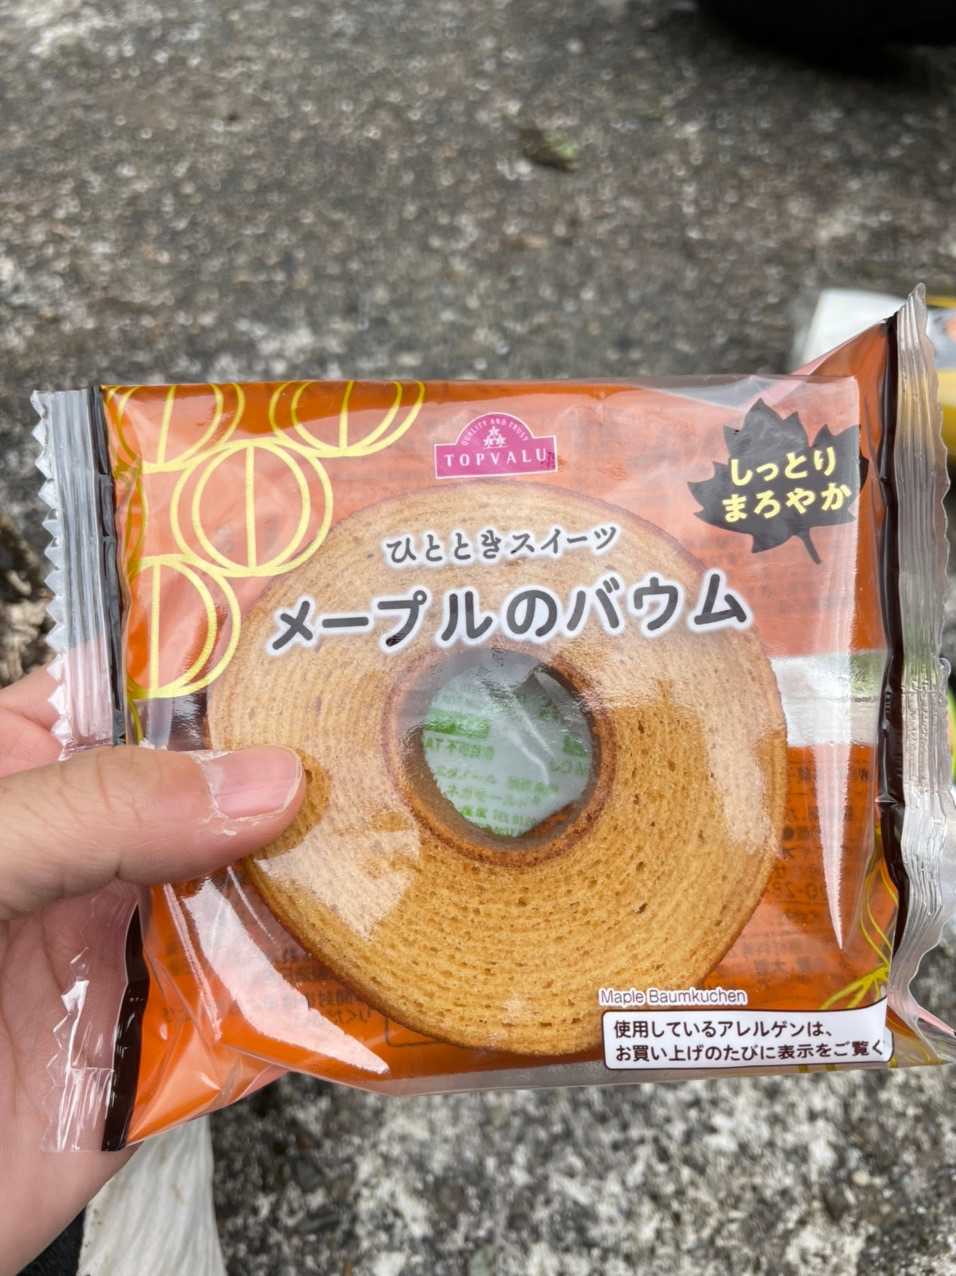 QUALITY AND TRUST
TOPVALU
しっとり
まろやか
ひとときスイーツ
メープルのバウム
Maple Baumkuchen
使用しているアレルゲンは、
お買い上げのたびに表示をご覧く